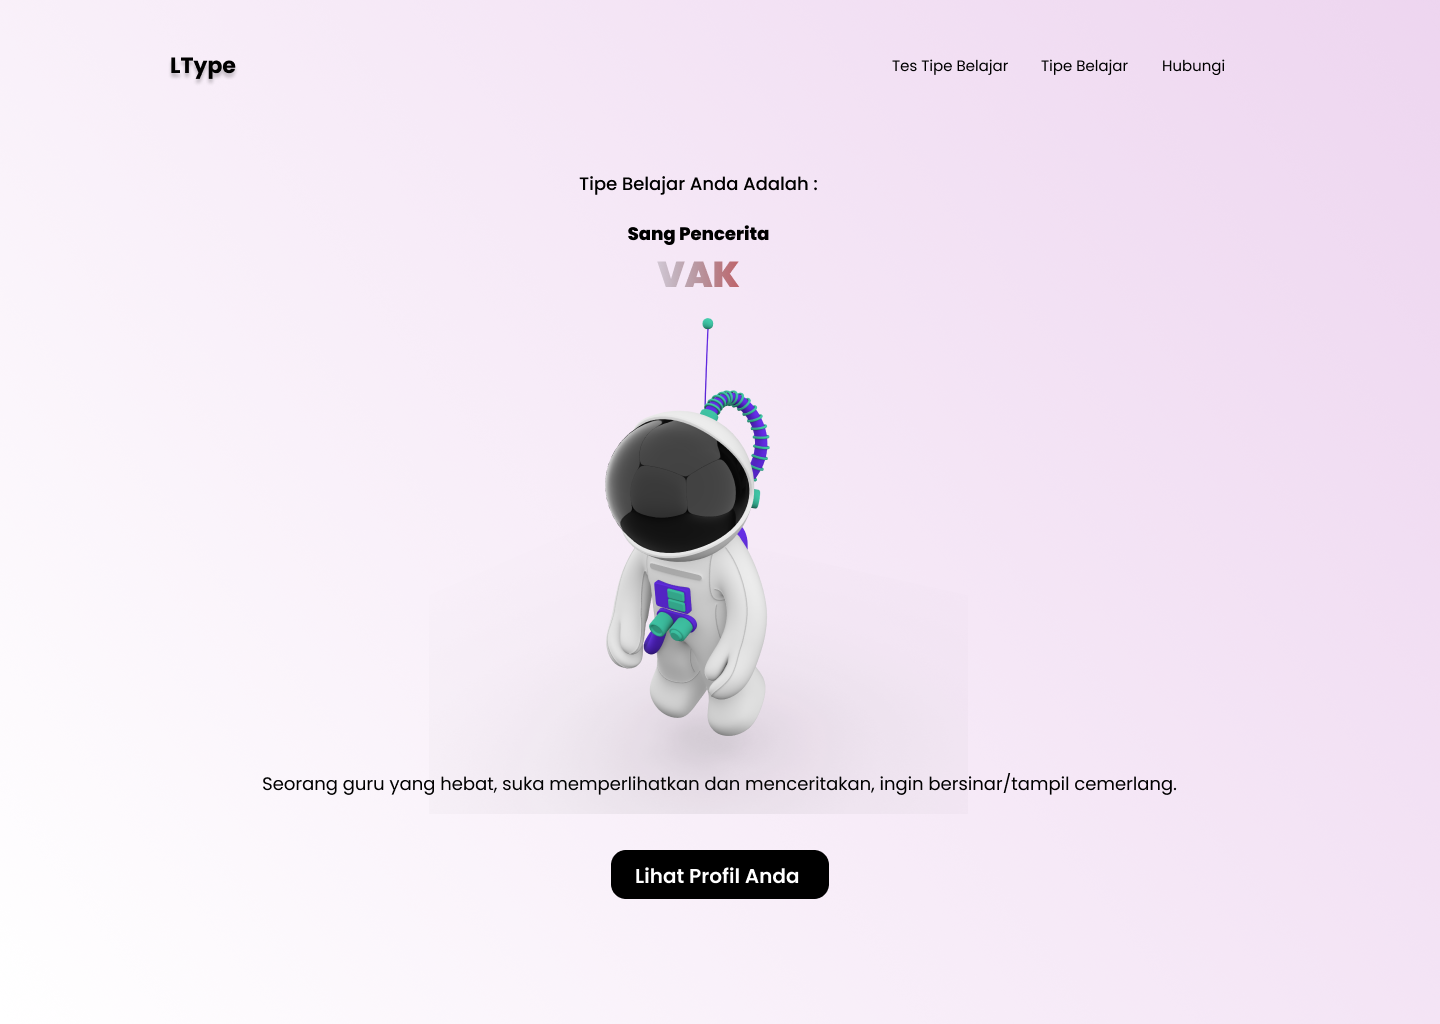 LType
Tes Tipe Belajar
Tipe Belajar
Hubungi
Tipe Belajar Anda Adalah :
Sang Pencerita
VAK
Seorang guru yang hebat, suka memperlihatkan dan menceritakan, ingin bersinar/tampil cemerlang.
Lihat Profil Anda